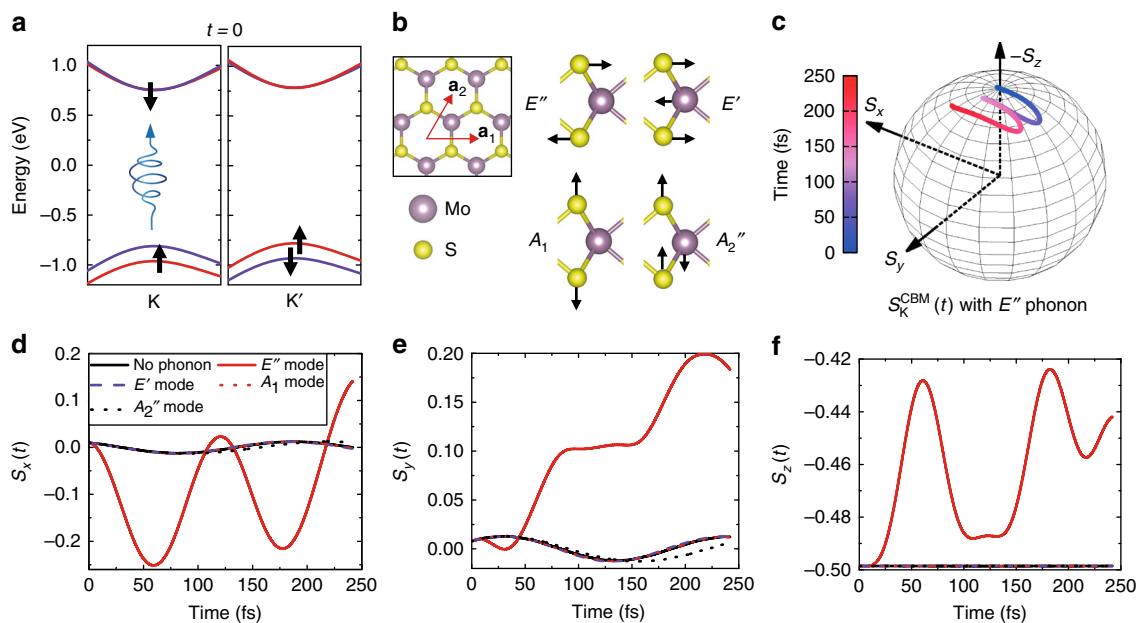 a
t = 0
Energy (eV)
1.0
0.5
0.0
−0.5
−1.0
K
K′
b
a2
a1
Mo
S
E″
E′
A1
A2″
c
Time (fs)
250
200
150
100
50
0
−Sz
Sx
Sy
S_K^CBM (t) with E″ phonon
d
Sx(t)
0.2
0.1
0.0
−0.1
−0.2
No phonon
E″ mode
E′ mode
A1 mode
A2″ mode
0 50 100 150 200 250
Time (fs)
e
Sy(t)
0.20
0.15
0.10
0.05
0.00
0 50 100 150 200 250
Time (fs)
f
Sz(t)
−0.42
−0.44
−0.46
−0.48
−0.50
0 50 100 150 200 250
Time (fs)